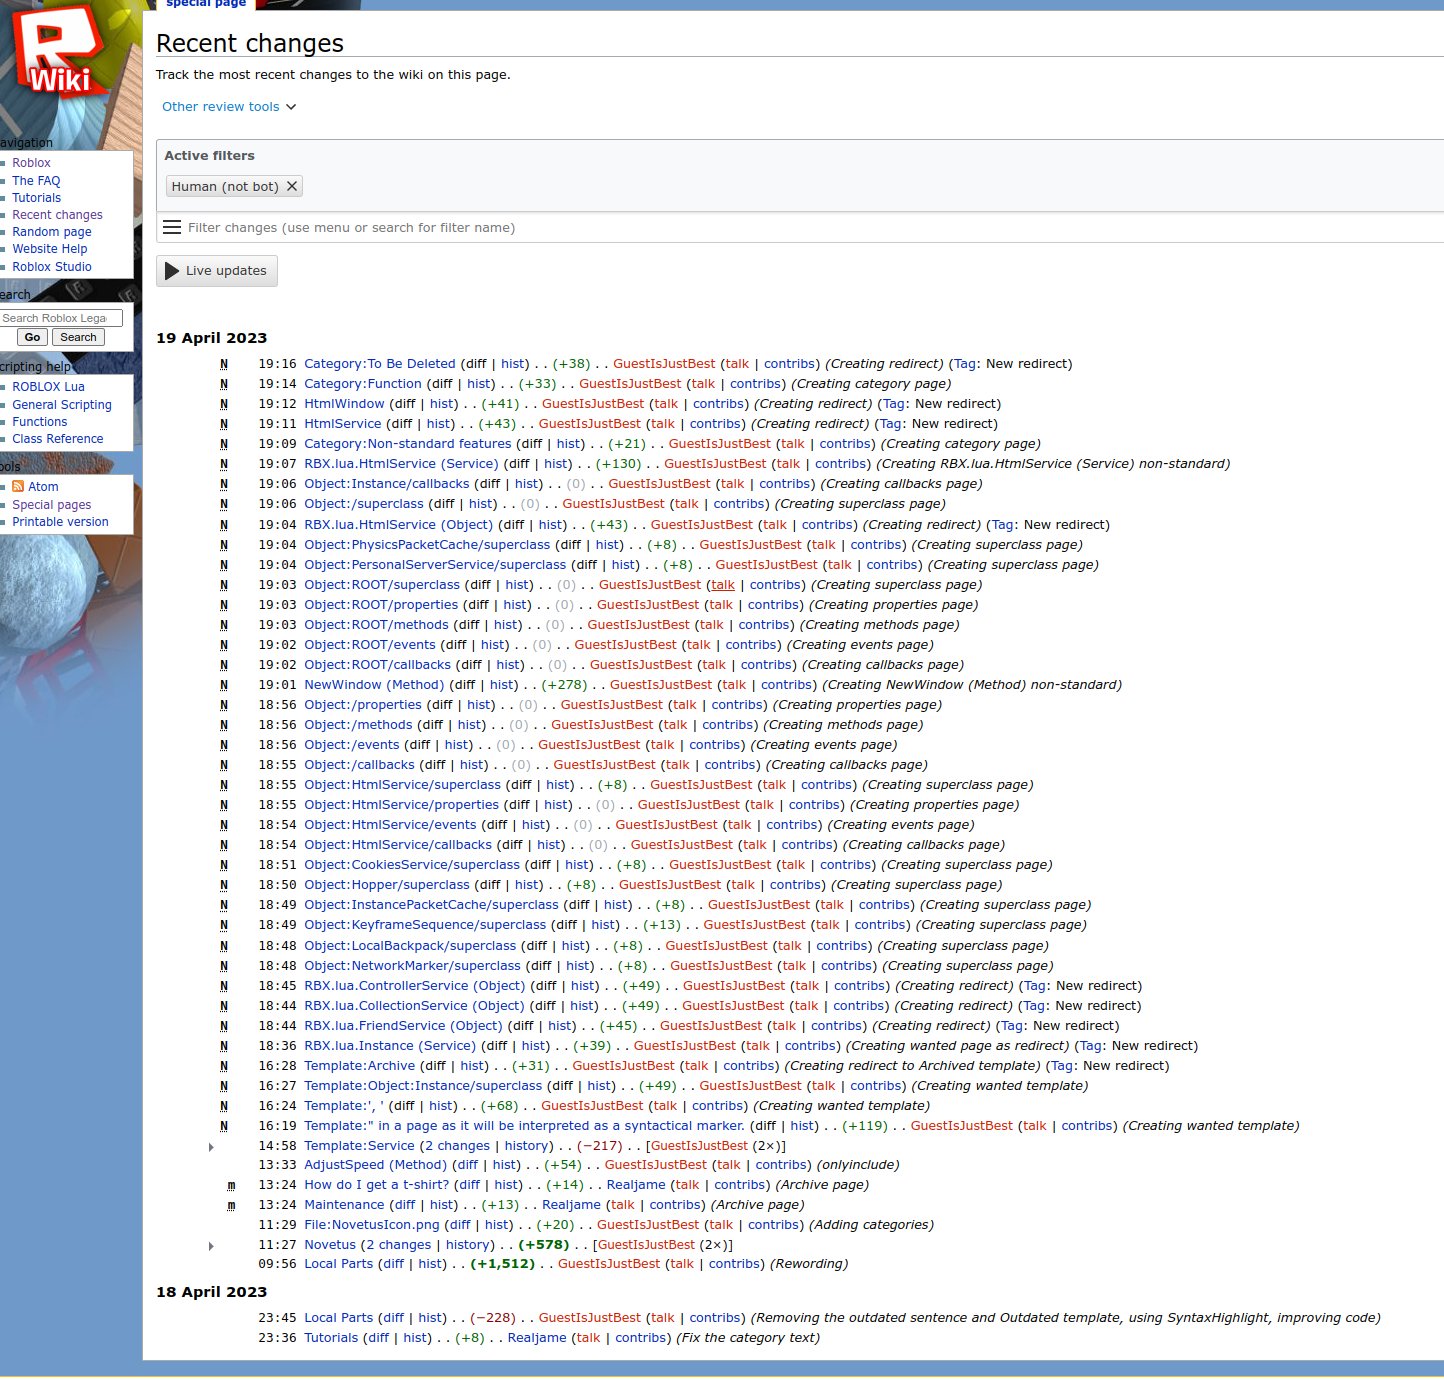 special page
R
Wiki
Recent changes
Track the most recent changes to the wiki on this page.
Other review tools
Active filters
Human (not bot)
Filter changes (use menu or search for filter name)
Live updates
avigation
Roblox
The FAQ
Tutorials
Recent changes
Random page
Website Help
Roblox Studio
earch
Search Roblox Lega
Go Search
cripting help
ROBLOX Lua
General Scripting
Functions
Class Reference
ools
Atom
Special pages
Printable version
19 April 2023
N 19:16 Category:To Be Deleted (diff | hist) . . (+38) . . GuestIsJustBest (talk | contribs) (Creating redirect) (Tag: New redirect)
N 19:14 Category:Function (diff | hist) . . (+33) . . GuestIsJustBest (talk | contribs) (Creating category page)
N 19:12 HtmlWindow (diff | hist) . . (+41) . . GuestIsJustBest (talk | contribs) (Creating redirect) (Tag: New redirect)
N 19:11 HtmlService (diff | hist) . . (+43) . . GuestIsJustBest (talk | contribs) (Creating redirect) (Tag: New redirect)
N 19:09 Category:Non-standard features (diff | hist) . . (+21) . . GuestIsJustBest (talk | contribs) (Creating category page)
N 19:07 RBX.lua.HtmlService (Service) (diff | hist) . . (+130) . . GuestIsJustBest (talk | contribs) (Creating RBX.lua.HtmlService (Service) non-standard)
N 19:06 Object:Instance/callbacks (diff | hist) . . (0) . . GuestIsJustBest (talk | contribs) (Creating callbacks page)
N 19:06 Object:/superclass (diff | hist) . . (0) . . GuestIsJustBest (talk | contribs) (Creating superclass page)
N 19:04 RBX.lua.HtmlService (Object) (diff | hist) . . (+43) . . GuestIsJustBest (talk | contribs) (Creating redirect) (Tag: New redirect)
N 19:04 Object:PhysicsPacketCache/superclass (diff | hist) . . (+8) . . GuestIsJustBest (talk | contribs) (Creating superclass page)
N 19:04 Object:PersonalServerService/superclass (diff | hist) . . (+8) . . GuestIsJustBest (talk | contribs) (Creating superclass page)
N 19:03 Object:ROOT/superclass (diff | hist) . . (0) . . GuestIsJustBest (talk | contribs) (Creating superclass page)
N 19:03 Object:ROOT/properties (diff | hist) . . (0) . . GuestIsJustBest (talk | contribs) (Creating properties page)
N 19:03 Object:ROOT/methods (diff | hist) . . (0) . . GuestIsJustBest (talk | contribs) (Creating methods page)
N 19:02 Object:ROOT/events (diff | hist) . . (0) . . GuestIsJustBest (talk | contribs) (Creating events page)
N 19:02 Object:ROOT/callbacks (diff | hist) . . (0) . . GuestIsJustBest (talk | contribs) (Creating callbacks page)
N 19:01 NewWindow (Method) (diff | hist) . . (+278) . . GuestIsJustBest (talk | contribs) (Creating NewWindow (Method) non-standard)
N 18:56 Object:/properties (diff | hist) . . (0) . . GuestIsJustBest (talk | contribs) (Creating properties page)
N 18:56 Object:/methods (diff | hist) . . (0) . . GuestIsJustBest (talk | contribs) (Creating methods page)
N 18:56 Object:/events (diff | hist) . . (0) . . GuestIsJustBest (talk | contribs) (Creating events page)
N 18:55 Object:/callbacks (diff | hist) . . (0) . . GuestIsJustBest (talk | contribs) (Creating callbacks page)
N 18:55 Object:HtmlService/superclass (diff | hist) . . (+8) . . GuestIsJustBest (talk | contribs) (Creating superclass page)
N 18:55 Object:HtmlService/properties (diff | hist) . . (0) . . GuestIsJustBest (talk | contribs) (Creating properties page)
N 18:54 Object:HtmlService/events (diff | hist) . . (0) . . GuestIsJustBest (talk | contribs) (Creating events page)
N 18:54 Object:HtmlService/callbacks (diff | hist) . . (0) . . GuestIsJustBest (talk | contribs) (Creating callbacks page)
N 18:51 Object:CookiesService/superclass (diff | hist) . . (+8) . . GuestIsJustBest (talk | contribs) (Creating superclass page)
N 18:50 Object:Hopper/superclass (diff | hist) . . (+8) . . GuestIsJustBest (talk | contribs) (Creating superclass page)
N 18:49 Object:InstancePacketCache/superclass (diff | hist) . . (+8) . . GuestIsJustBest (talk | contribs) (Creating superclass page)
N 18:49 Object:KeyframeSequence/superclass (diff | hist) . . (+13) . . GuestIsJustBest (talk | contribs) (Creating superclass page)
N 18:48 Object:LocalBackpack/superclass (diff | hist) . . (+8) . . GuestIsJustBest (talk | contribs) (Creating superclass page)
N 18:48 Object:NetworkMarker/superclass (diff | hist) . . (+8) . . GuestIsJustBest (talk | contribs) (Creating superclass page)
N 18:45 RBX.lua.ControllerService (Object) (diff | hist) . . (+49) . . GuestIsJustBest (talk | contribs) (Creating redirect) (Tag: New redirect)
N 18:44 RBX.lua.CollectionService (Object) (diff | hist) . . (+49) . . GuestIsJustBest (talk | contribs) (Creating redirect) (Tag: New redirect)
N 18:44 RBX.lua.FriendService (Object) (diff | hist) . . (+45) . . GuestIsJustBest (talk | contribs) (Creating redirect) (Tag: New redirect)
N 18:36 RBX.lua.Instance (Service) (diff | hist) . . (+39) . . GuestIsJustBest (talk | contribs) (Creating wanted page as redirect) (Tag: New redirect)
N 16:28 Template:Archive (diff | hist) . . (+31) . . GuestIsJustBest (talk | contribs) (Creating redirect to Archived template) (Tag: New redirect)
N 16:27 Template:Object:Instance/superclass (diff | hist) . . (+49) . . GuestIsJustBest (talk | contribs) (Creating wanted template)
N 16:24 Template:', ' (diff | hist) . . (+68) . . GuestIsJustBest (talk | contribs) (Creating wanted template)
N 16:19 Template:" in a page as it will be interpreted as a syntactical marker. (diff | hist) . . (+119) . . GuestIsJustBest (talk | contribs) (Creating wanted template)
14:58 Template:Service (2 changes | history) . . (−217) . . [GuestIsJustBest (2×)]
13:33 AdjustSpeed (Method) (diff | hist) . . (+54) . . GuestIsJustBest (talk | contribs) (onlyinclude)
m 13:24 How do I get a t-shirt? (diff | hist) . . (+14) . . Realjame (talk | contribs) (Archive page)
m 13:24 Maintenance (diff | hist) . . (+13) . . Realjame (talk | contribs) (Archive page)
11:29 File:NovetusIcon.png (diff | hist) . . (+20) . . GuestIsJustBest (talk | contribs) (Adding categories)
11:27 Novetus (2 changes | history) . . (+578) . . [GuestIsJustBest (2×)]
09:56 Local Parts (diff | hist) . . (+1,512) . . GuestIsJustBest (talk | contribs) (Rewording)
18 April 2023
23:45 Local Parts (diff | hist) . . (−228) . . GuestIsJustBest (talk | contribs) (Removing the outdated sentence and Outdated template, using SyntaxHighlight, improving code)
23:36 Tutorials (diff | hist) . . (+8) . . Realjame (talk | contribs) (Fix the category text)